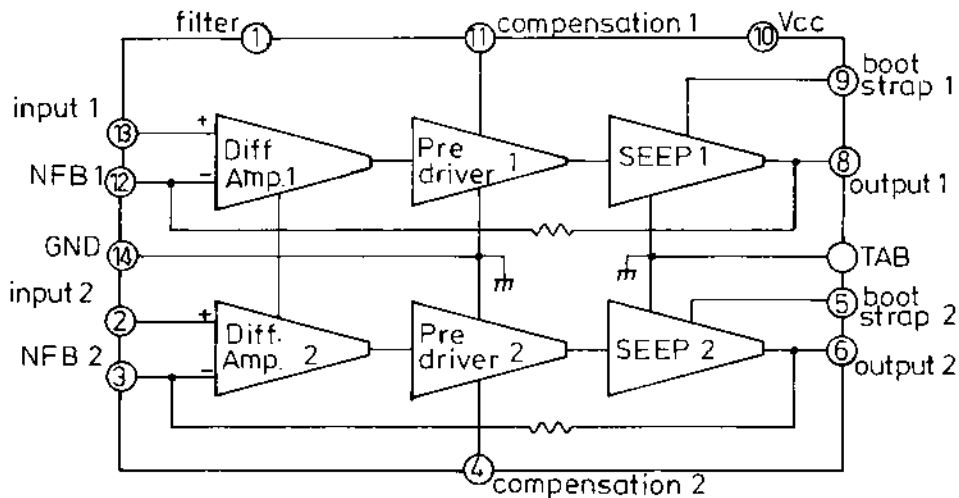 filter 1 11 compensation 1 10 Vcc
9 boot strap 1
input 1
13 +
Diff Amp. 1
Pre driver 1
SEEP 1
NFB 1 12 -
8 output 1
GND 14
TAB
input 2
2 +
Diff. Amp. 2
Pre driver 2
SEEP 2
5 boot strap 2
NFB 2
3 -
6 output 2
4 compensation 2